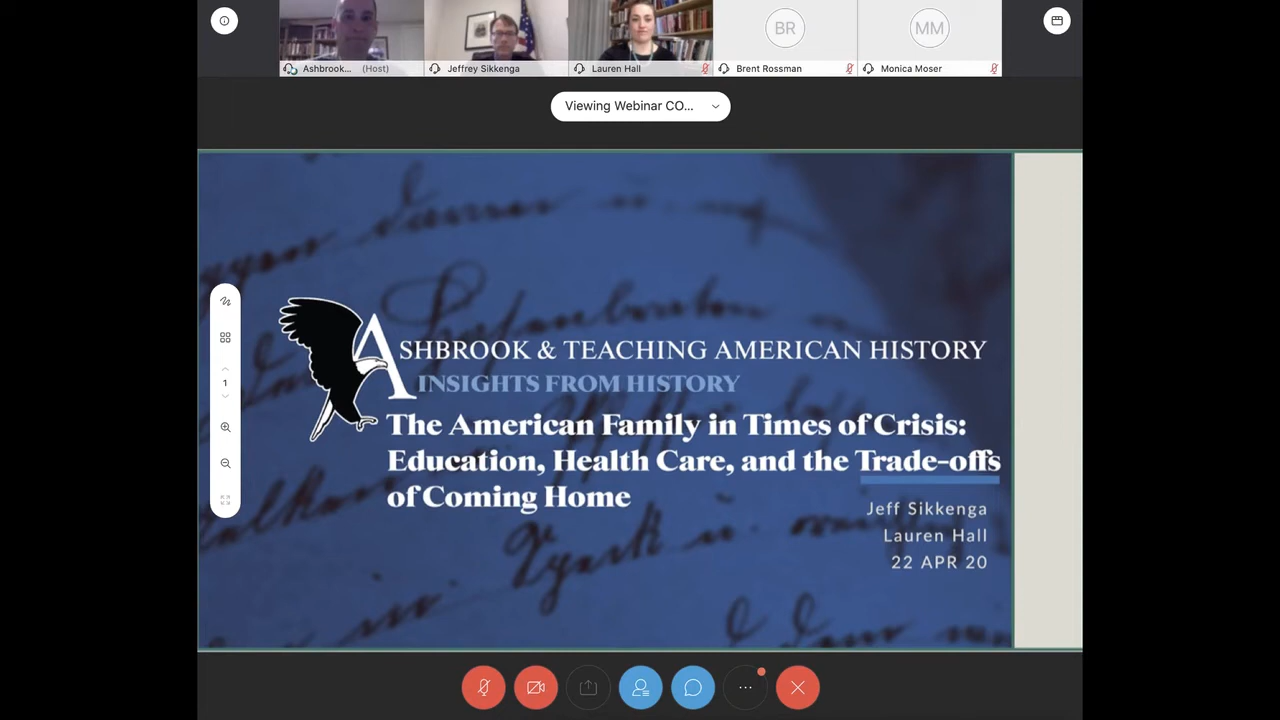 BR
MM
Ashbrook... (Host)
Jeffrey Sikkenga
Lauren Hall
Brent Rossman
Monica Moser
Viewing Webinar CO...
ASHBROOK & TEACHING AMERICAN HISTORY
INSIGHTS FROM HISTORY
The American Family in Times of Crisis:
Education, Health Care, and the Trade-offs
of Coming Home
Jeff Sikkenga
Lauren Hall
22 APR 20
1